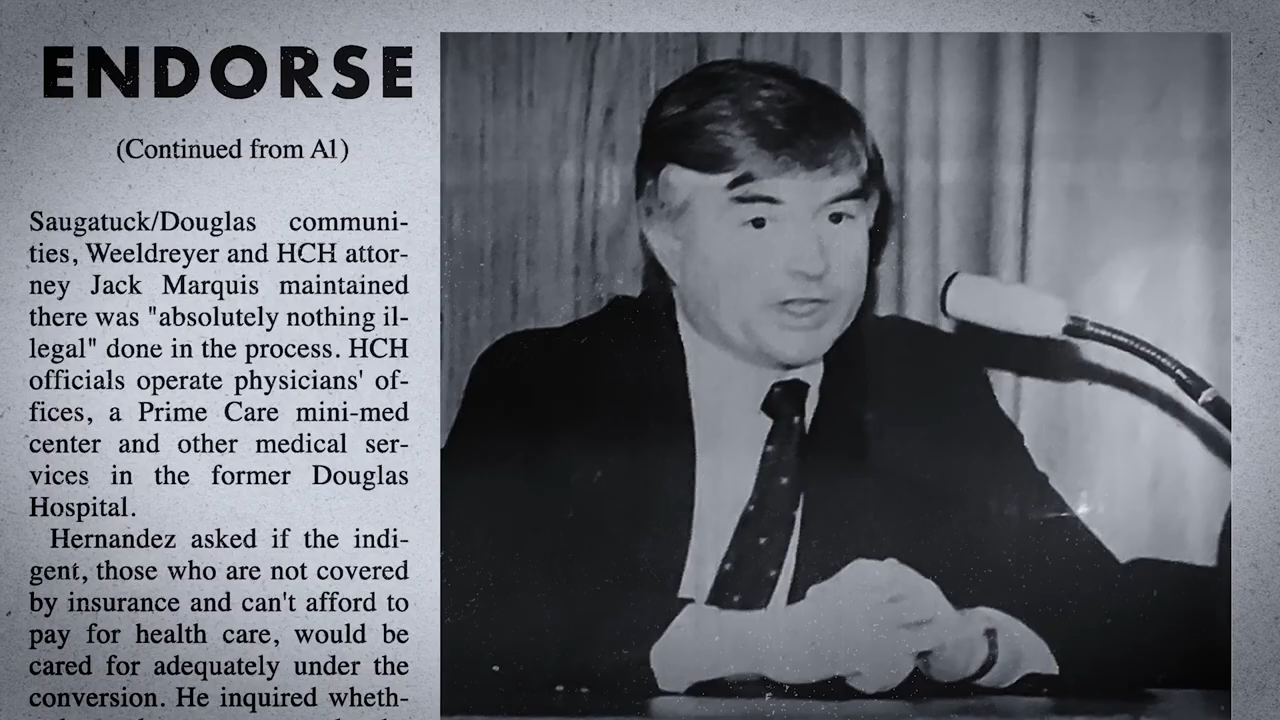 ENDORSE
(Continued from A1)
Saugatuck/Douglas communi-
ties, Weeldreyer and HCH attor-
ney Jack Marquis maintained
there was "absolutely nothing il-
legal" done in the process. HCH
officials operate physicians' of-
fices, a Prime Care mini-med
center and other medical ser-
vices in the former Douglas
Hospital.
Hernandez asked if the indi-
gent, those who are not covered
by insurance and can't afford to
pay for health care, would be
cared for adequately under the
conversion. He inquired wheth-